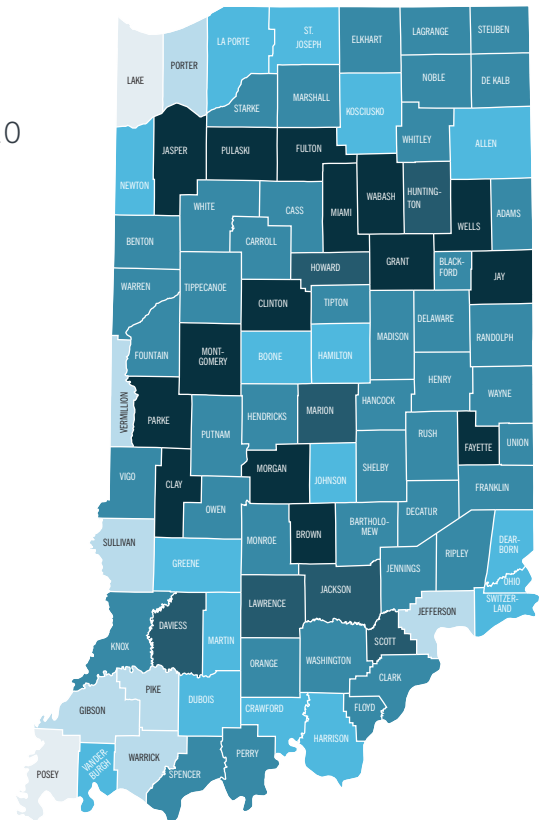 LA PORTE
ST.
JOSEPH
ELKHART
LAGRANGE
STEUBEN
LAKE
PORTER
NOBLE
DE KALB
STARKE
MARSHALL
KOSCIUSKO
.0
WHITLEY
ALLEN
JASPER
PULASKI
FULTON
NEWTON
WHITE
CASS
MIAMI
WABASH
HUNTING-
TON
WELLS
ADAMS
BENTON
CARROLL
HOWARD
GRANT
BLACK-
FORD
JAY
WARREN
TIPPECANOE
CLINTON
TIPTON
MADISON
DELAWARE
RANDOLPH
FOUNTAIN
MONT-
GOMERY
BOONE
HAMILTON
HENRY
WAYNE
VERMILLION
PARKE
PUTNAM
HENDRICKS
MARION
HANCOCK
RUSH
FAYETTE
UNION
VIGO
CLAY
MORGAN
JOHNSON
SHELBY
FRANKLIN
OWEN
DECATUR
SULLIVAN
MONROE
BROWN
BARTHOLO-
MEW
DEAR-
BORN
GREENE
JENNINGS
RIPLEY
OHIO
SWITZER-
LAND
LAWRENCE
JACKSON
JEFFERSON
DAVIESS
MARTIN
SCOTT
KNOX
ORANGE
WASHINGTON
CLARK
GIBSON
PIKE
DUBOIS
CRAWFORD
FLOYD
HARRISON
POSEY
VANDER-
BURGH
WARRICK
SPENCER
PERRY